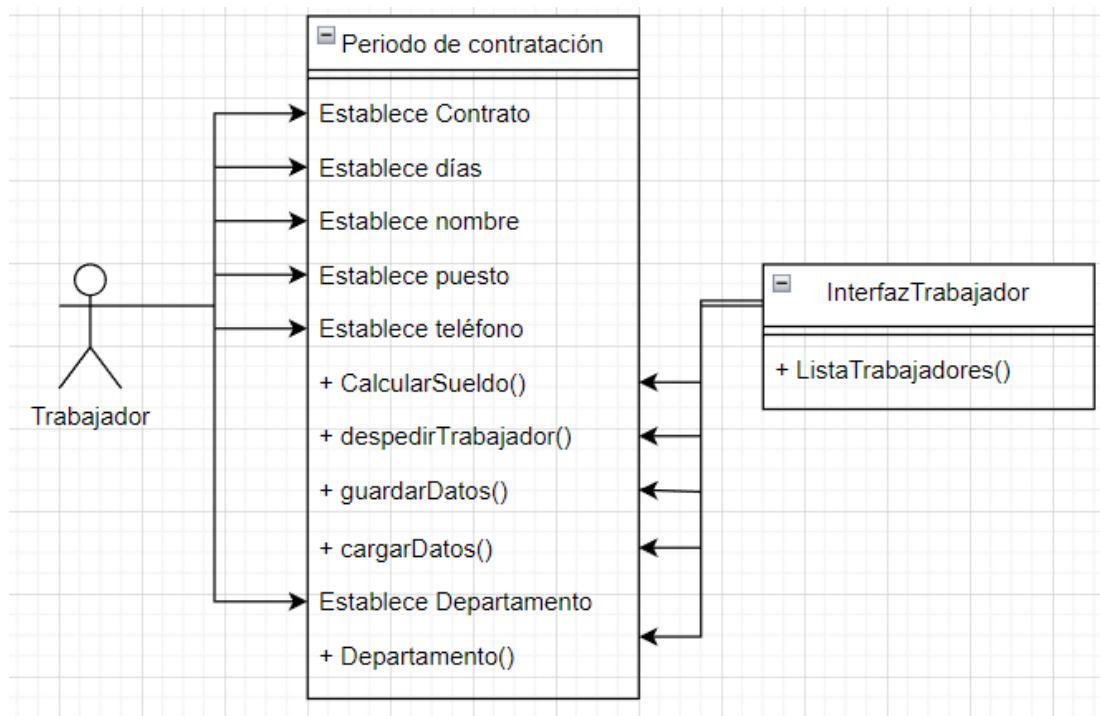 Periodo de contratación
Establece Contrato
Establece días
Establece nombre
Establece puesto
Establece teléfono
+ CalcularSueldo()
+ despedirTrabajador()
+ guardarDatos()
+ cargarDatos()
Establece Departamento
+ Departamento()
Trabajador
InterfazTrabajador
+ ListaTrabajadores()